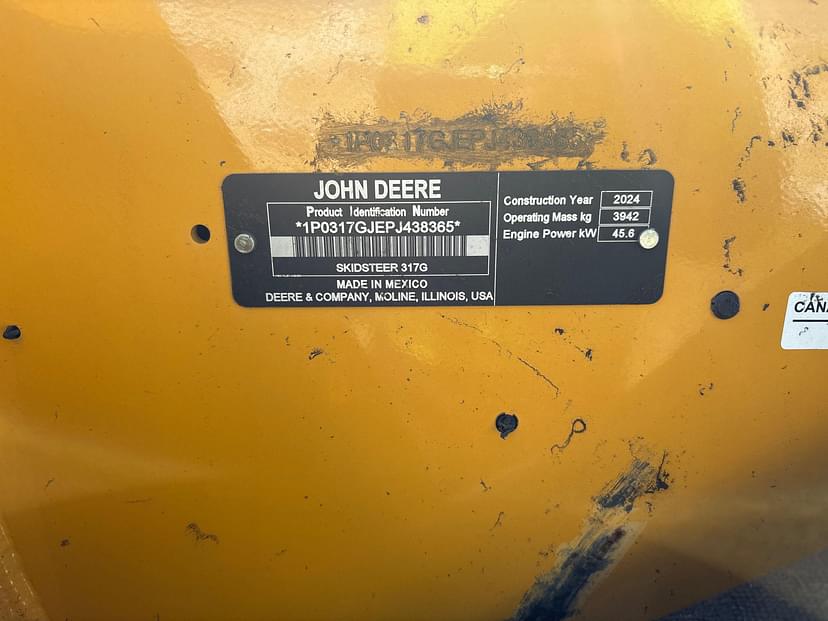 *1P0317GJEPJ438365*
JOHN DEERE
Product Identification Number
*1P0317GJEPJ438365*
SKIDSTEER 317G
MADE IN MEXICO
DEERE & COMPANY, MOLINE, ILLINOIS, USA
Construction Year 2024
Operating Mass kg 3942
Engine Power kW 45.6